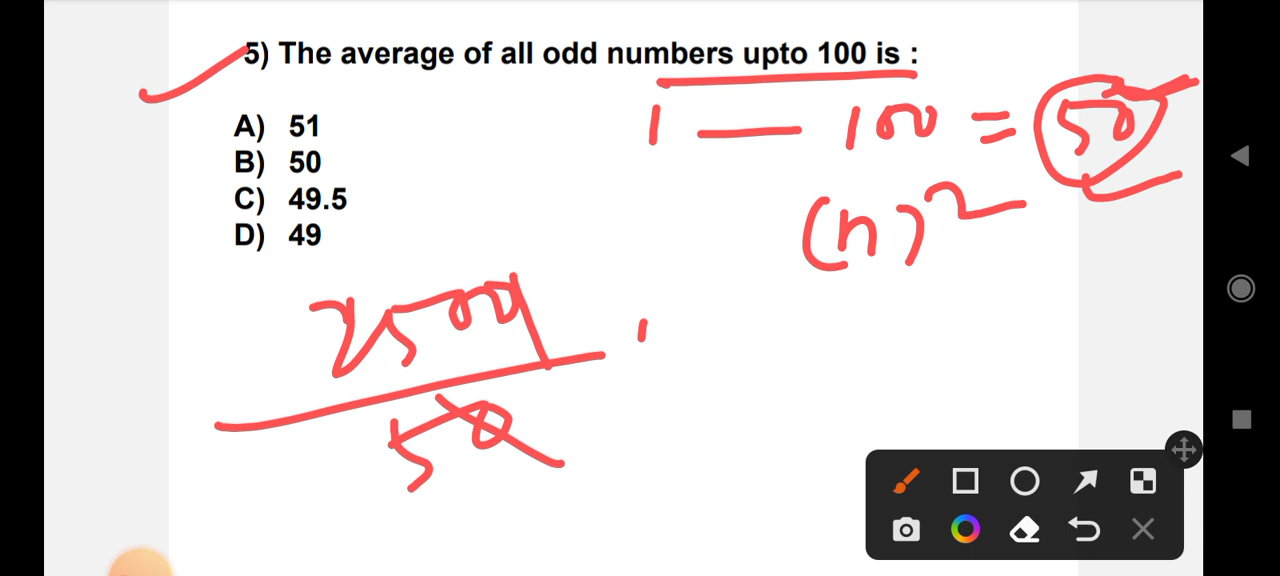 5) The average of all odd numbers upto 100 is :
1 — 100 = 50
A) 51
B) 50
C) 49.5
D) 49
(n)²
2500
50